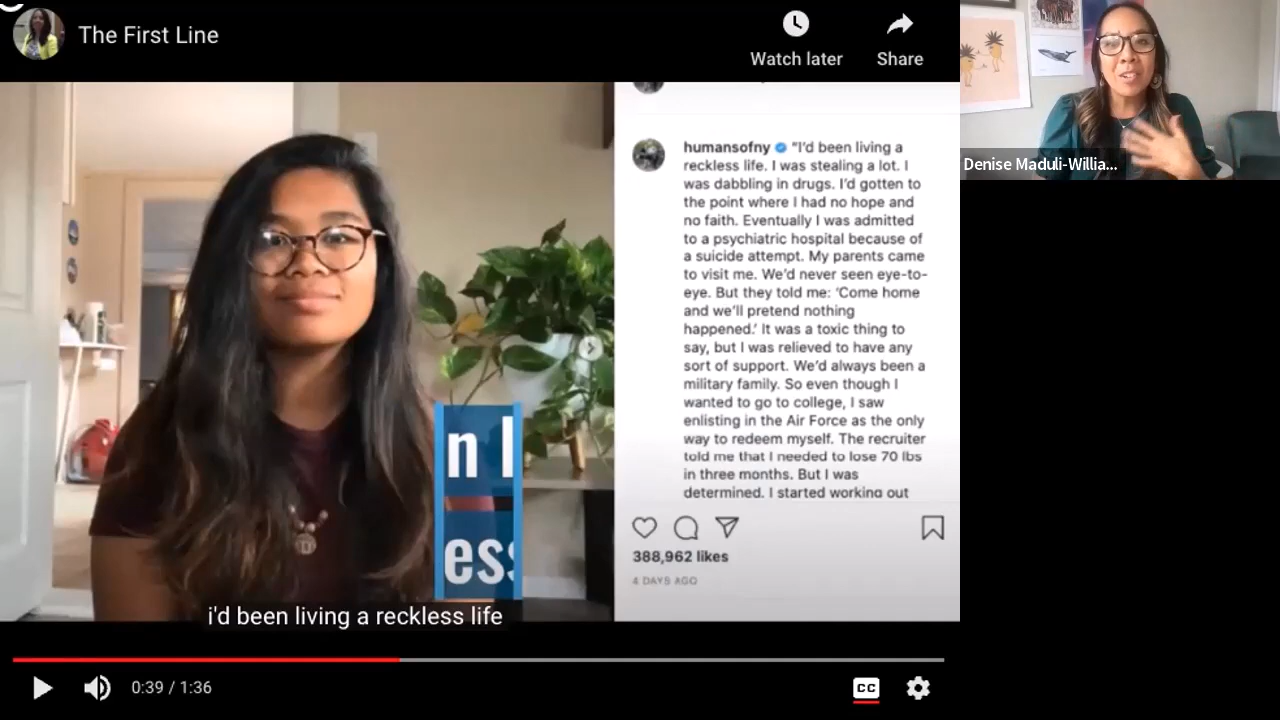 The First Line
Watch later
Share
Denise Maduli-Willia...
humansofny "I'd been living a
reckless life. I was stealing a lot. I
was dabbling in drugs. I'd gotten to
the point where I had no hope and
no faith. Eventually I was admitted
to a psychiatric hospital because of
a suicide attempt. My parents came
to visit me. We'd never seen eye-to-
eye. But they told me: 'Come home
and we'll pretend nothing
happened.' It was a toxic thing to
say, but I was relieved to have any
sort of support. We'd always been a
military family. So even though I
wanted to go to college, I saw
enlisting in the Air Force as the only
way to redeem myself. The recruiter
told me that I needed to lose 70 lbs
in three months. But I was
determined. I started working out
n l
ess
388,962 likes
4 DAYS AGO
i'd been living a reckless life
0:39 / 1:36
CC